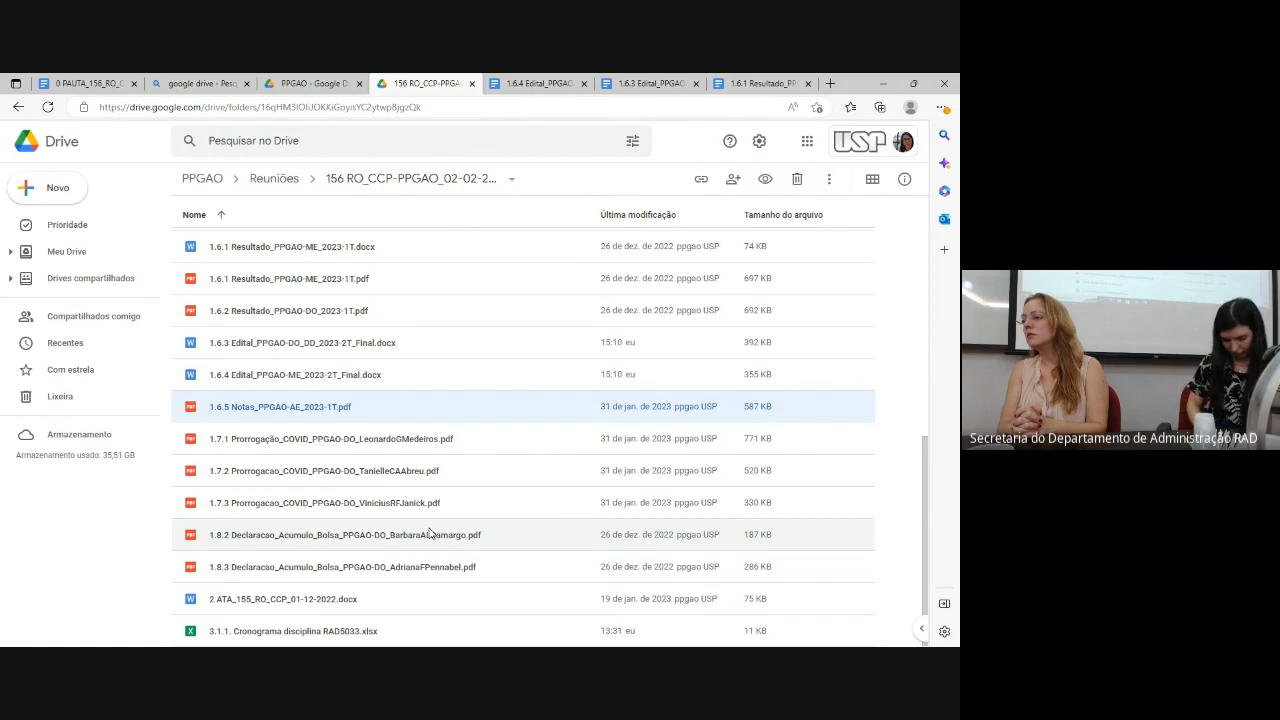 0 PAUTA_156_RO_C
google drive - Pesq
PPGAO - Google D
156 RO_CCP-PPGAO
1.6.4 Edital_PPGAO
1.6.3 Edital_PPGAO
1.6.1 Resultado_PP
https://drive.google.com/drive/folders/16qHM3lOliJOKKiGoyisYC2ytwp8jgzQk
Drive
Pesquisar no Drive
USP
Novo
PPGAO
Reuniões
156 RO_CCP-PPGAO_02-02-2...
Prioridade
Meu Drive
Drives compartilhados
Compartilhados comigo
Recentes
Com estrela
Lixeira
Armazenamento
Armazenamento usado: 35,51 GB
Nome Última modificação Tamanho do arquivo
1.6.1 Resultado_PPGAO-ME_2023-1T.docx 26 de dez. de 2022 ppgao USP 74 KB
1.6.1 Resultado_PPGAO-ME_2023-1T.pdf 26 de dez. de 2022 ppgao USP 697 KB
1.6.2 Resultado_PPGAO-DO_2023-1T.pdf 26 de dez. de 2022 ppgao USP 692 KB
1.6.3 Edital_PPGAO-DO_DD_2023-2T_Final.docx 15:10 eu 392 KB
1.6.4 Edital_PPGAO-ME_2023-2T_Final.docx 15:10 eu 355 KB
1.6.5 Notas_PPGAO-AE_2023-1T.pdf 31 de jan. de 2023 ppgao USP 587 KB
1.7.1 Prorrogação_COVID_PPGAO-DO_LeonardoGMedeiros.pdf 31 de jan. de 2023 ppgao USP 771 KB
1.7.2 Prorrogacao_COVID_PPGAO-DO_TanielleCAAbreu.pdf 31 de jan. de 2023 ppgao USP 520 KB
1.7.3 Prorrogacao_COVID_PPGAO-DO_ViniciusRFJanick.pdf 31 de jan. de 2023 ppgao USP 330 KB
1.8.2 Declaracao_Acumulo_Bolsa_PPGAO-DO_ 26 de dez. de 2022 ppgao USP 187 KB
1.8.3 Declaracao_Acumulo_Bolsa_PPGAO-DO_AdrianaFPennabel.pdf 26 de dez. de 2022 ppgao USP 286 KB
2 ATA_155_RO_CCP_01-12-2022.docx 19 de jan. de 2023 ppgao USP 75 KB
3.1.1. Cronograma disciplina RAD5033.xlsx 13:31 eu 11 KB
Secretaria do Departamento de Administração RAD